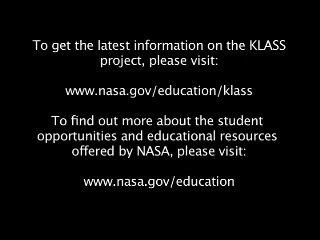 To get the latest information on the KLASS
project, please visit:
www.nasa.gov/education/klass
To find out more about the student
opportunities and educational resources
offered by NASA, please visit:
www.nasa.gov/education